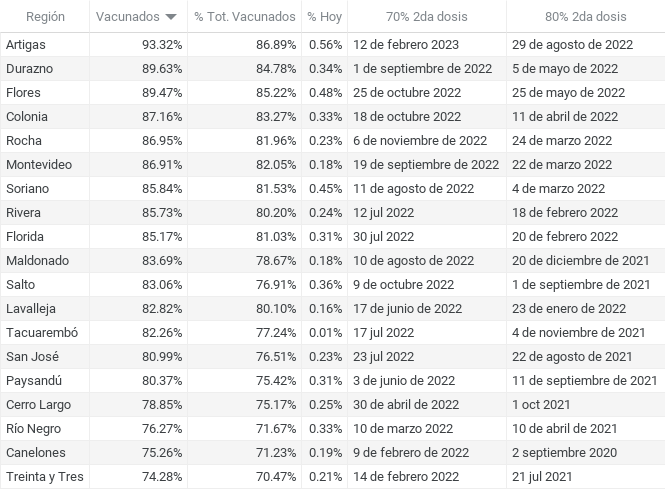 Región Vacunados % Tot. Vacunados % Hoy 70% 2da dosis 80% 2da dosis
Artigas 93.32% 86.89% 0.56% 12 de febrero 2023 29 de agosto de 2022
Durazno 89.63% 84.78% 0.34% 1 de septiembre de 2022 5 de mayo de 2022
Flores 89.47% 85.22% 0.48% 25 de octubre 2022 25 de mayo de 2022
Colonia 87.16% 83.27% 0.33% 18 de octubre 2022 11 de abril de 2022
Rocha 86.95% 81.96% 0.23% 6 de noviembre de 2022 24 de marzo 2022
Montevideo 86.91% 82.05% 0.18% 19 de septiembre de 2022 22 de marzo 2022
Soriano 85.84% 81.53% 0.45% 11 de agosto de 2022 4 de marzo 2022
Rivera 85.73% 80.20% 0.24% 12 jul 2022 18 de febrero de 2022
Florida 85.17% 81.03% 0.31% 30 jul 2022 20 de febrero de 2022
Maldonado 83.69% 78.67% 0.18% 10 de agosto de 2022 20 de diciembre de 2021
Salto 83.06% 76.91% 0.36% 9 de octubre de 2022 1 de septiembre de 2021
Lavalleja 82.82% 80.10% 0.16% 17 de junio de 2022 23 de enero de 2022
Tacuarembó 82.26% 77.24% 0.01% 17 jul 2022 4 de noviembre de 2021
San José 80.99% 76.51% 0.23% 23 jul 2022 22 de agosto de 2021
Paysandú 80.37% 75.42% 0.31% 3 de junio de 2022 11 de septiembre de 2021
Cerro Largo 78.85% 75.17% 0.25% 30 de abril de 2022 1 oct 2021
Río Negro 76.27% 71.67% 0.33% 10 de marzo de 2022 10 de abril de 2021
Canelones 75.26% 71.23% 0.19% 9 de febrero de 2022 2 septiembre 2020
Treinta y Tres 74.28% 70.47% 0.21% 14 de febrero de 2022 21 jul 2021